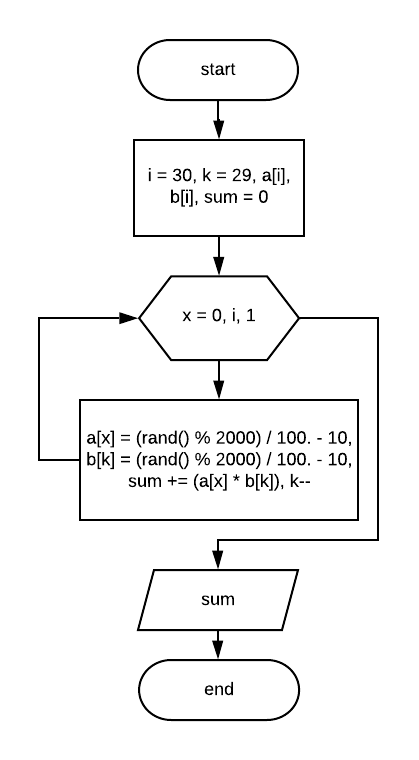 start
i = 30, k = 29, a[i],
b[i], sum = 0
x = 0, i, 1
a[x] = (rand() % 2000) / 100. - 10,
b[k] = (rand() % 2000) / 100. - 10,
sum += (a[x] * b[k]), k--
sum
end